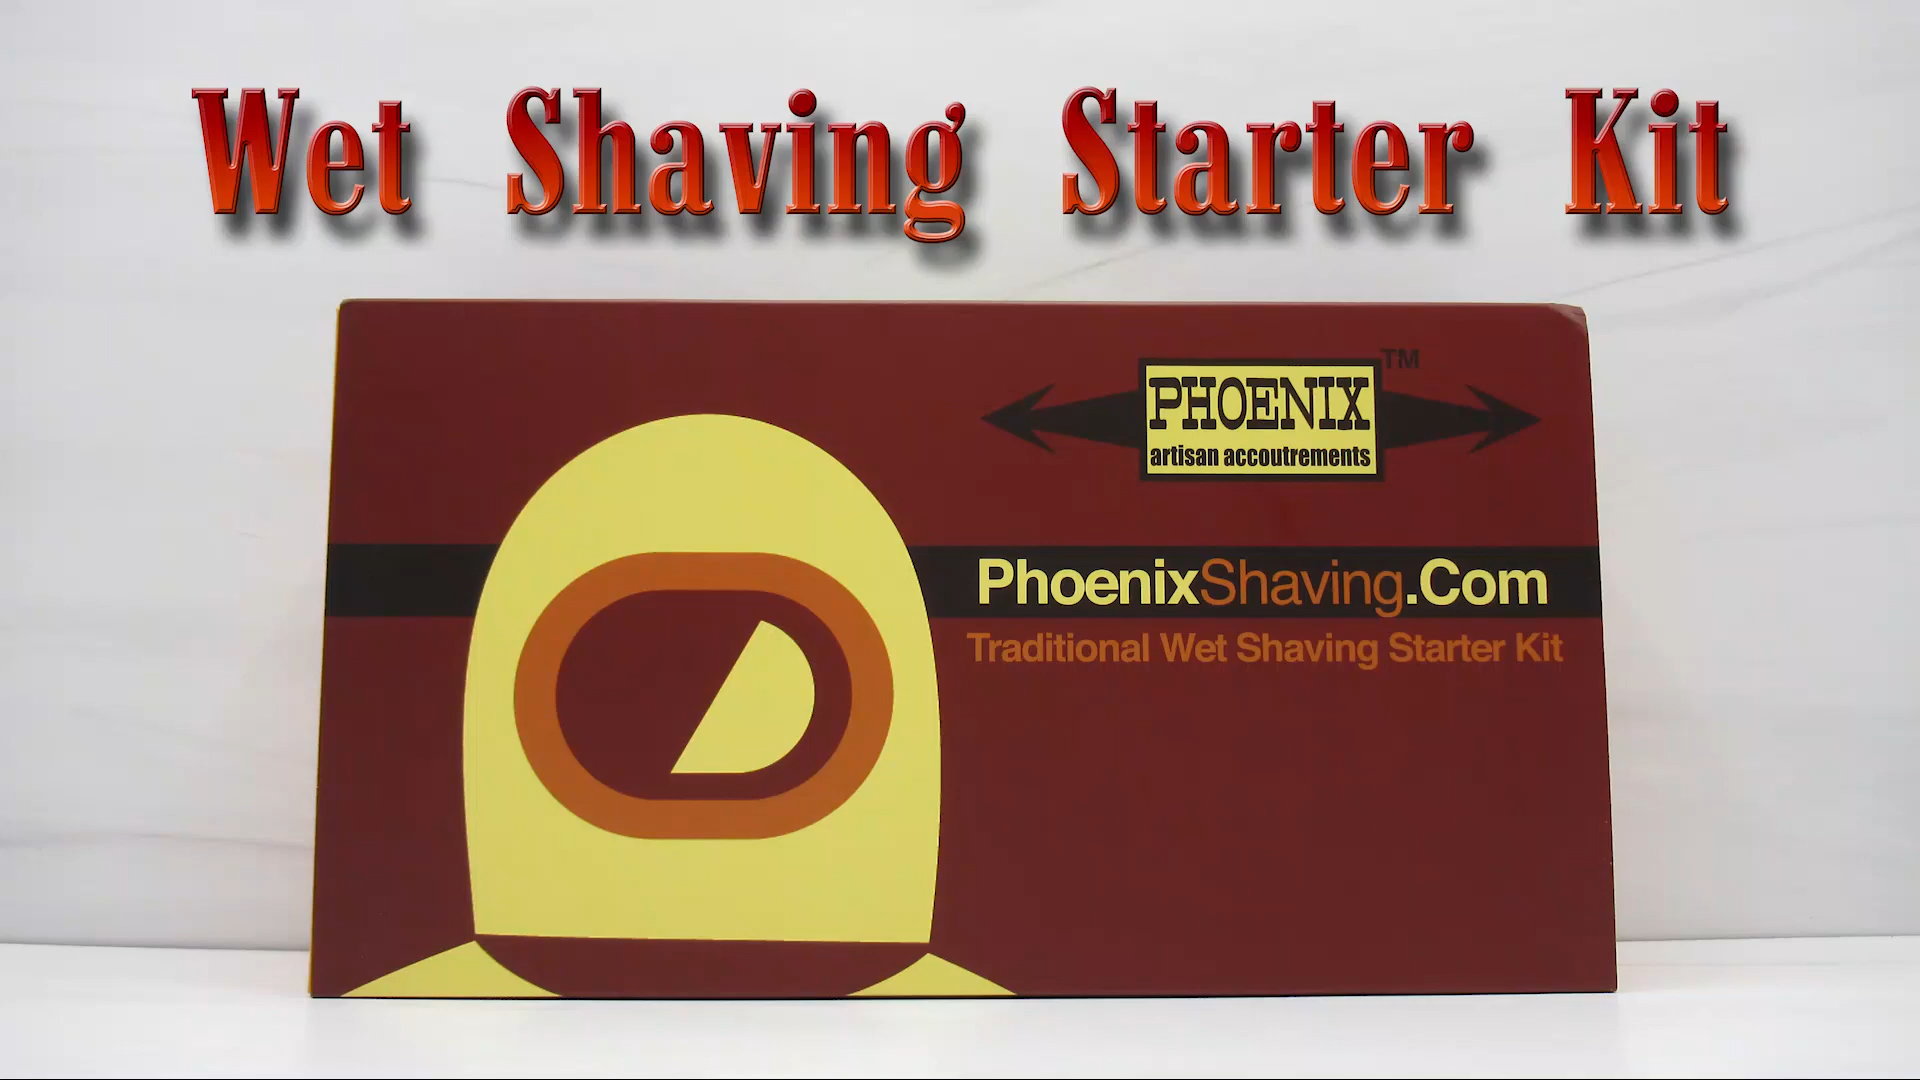 Wet Shaving Starter Kit
TM
PHOENIX
artisan accoutrements
PhoenixShaving.Com
Traditional Wet Shaving Starter Kit